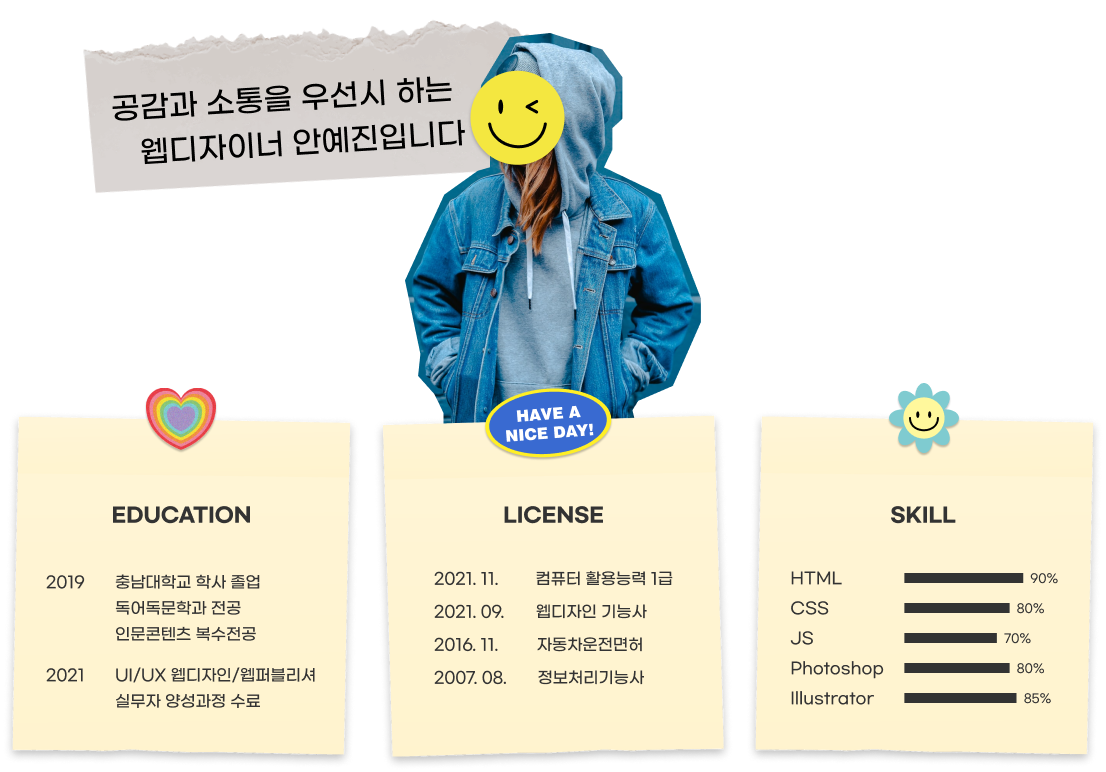 공감과 소통을 우선시 하는
웹디자이너 안예진입니다
HAVE A
NICE DAY!
EDUCATION
2019 충남대학교 학사 졸업
독어독문학과 전공
인문콘텐츠 복수전공
2021 UI/UX 웹디자인/웹퍼블리셔
실무자 양성과정 수료
LICENSE
2021. 11. 컴퓨터 활용능력 1급
2021. 09. 웹디자인 기능사
2016. 11. 자동차운전면허
2007. 08. 정보처리기능사
SKILL
HTML 90%
CSS 80%
JS 70%
Photoshop 80%
Illustrator 85%